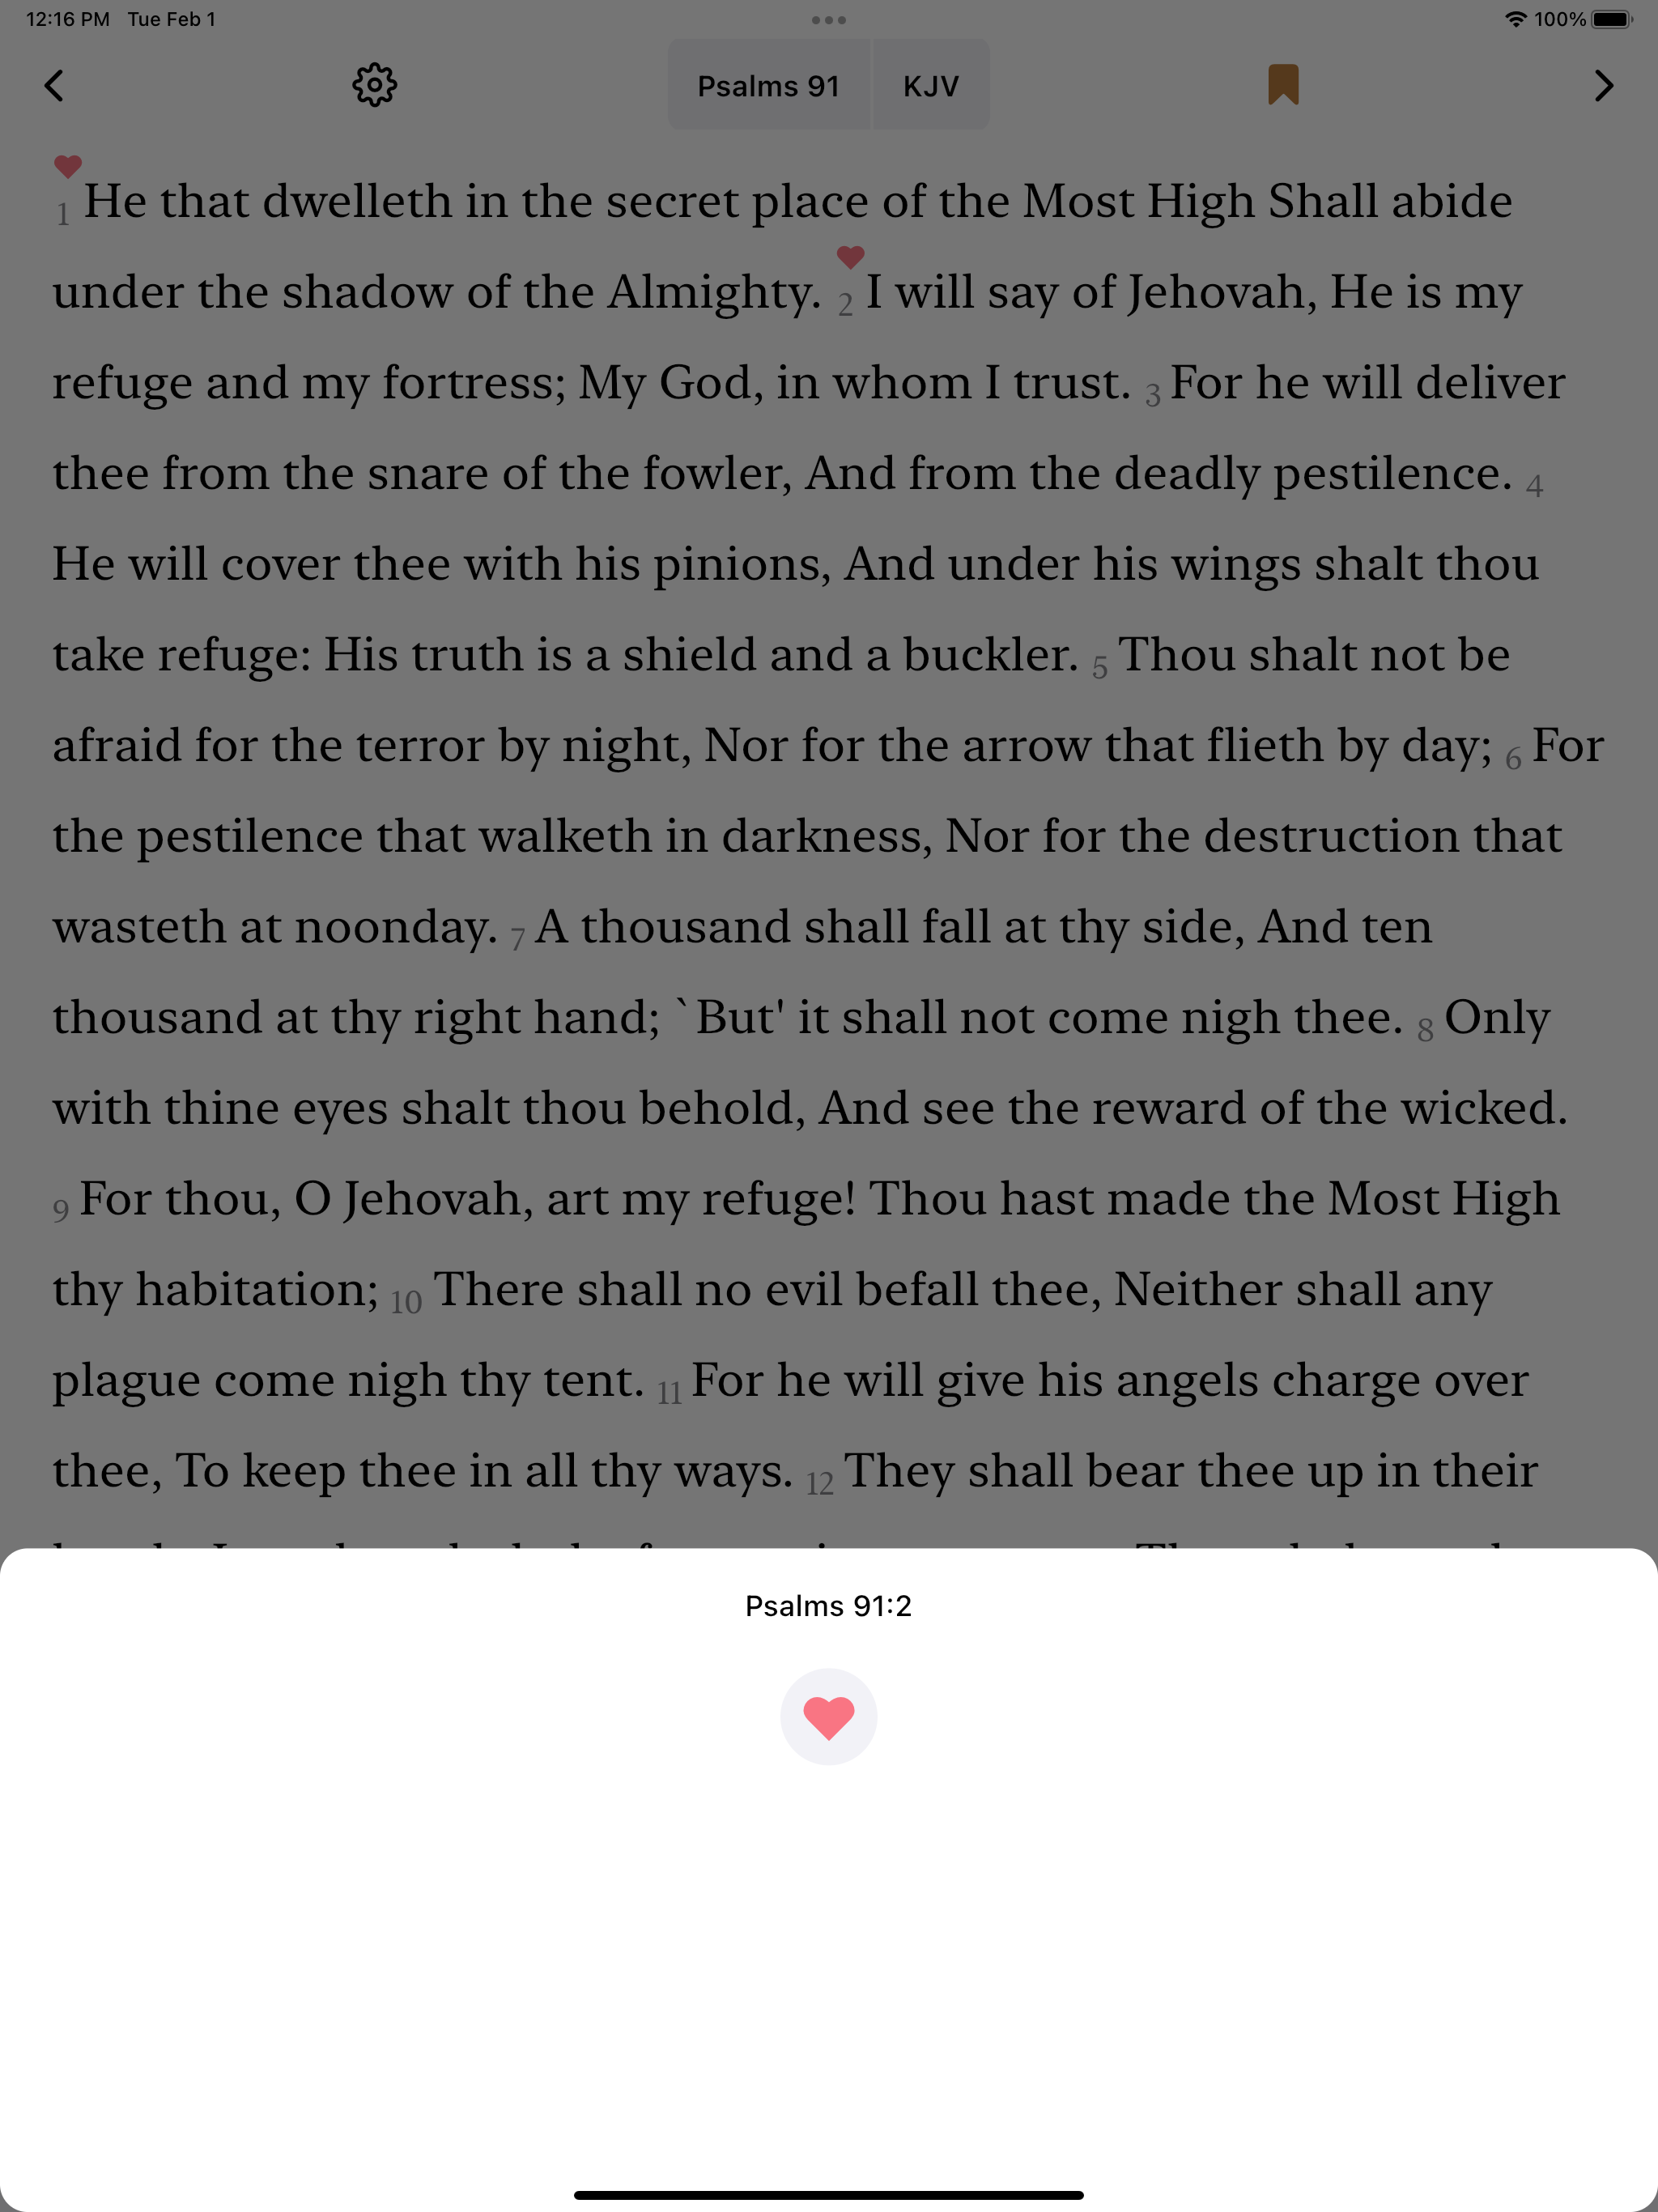 12:16 PM Tue Feb 1
100%
Psalms 91 KJV
1 He that dwelleth in the secret place of the Most High Shall abide
under the shadow of the Almighty. 2 I will say of Jehovah, He is my
refuge and my fortress; My God, in whom I trust. 3 For he will deliver
thee from the snare of the fowler, And from the deadly pestilence. 4
He will cover thee with his pinions, And under his wings shalt thou
take refuge: His truth is a shield and a buckler. 5 Thou shalt not be
afraid for the terror by night, Nor for the arrow that flieth by day; 6 For
the pestilence that walketh in darkness, Nor for the destruction that
wasteth at noonday. 7 A thousand shall fall at thy side, And ten
thousand at thy right hand; `But' it shall not come nigh thee. 8 Only
with thine eyes shalt thou behold, And see the reward of the wicked.
9 For thou, O Jehovah, art my refuge! Thou hast made the Most High
thy habitation; 10 There shall no evil befall thee, Neither shall any
plague come nigh thy tent. 11 For he will give his angels charge over
thee, To keep thee in all thy ways. 12 They shall bear thee up in their
Psalms 91:2